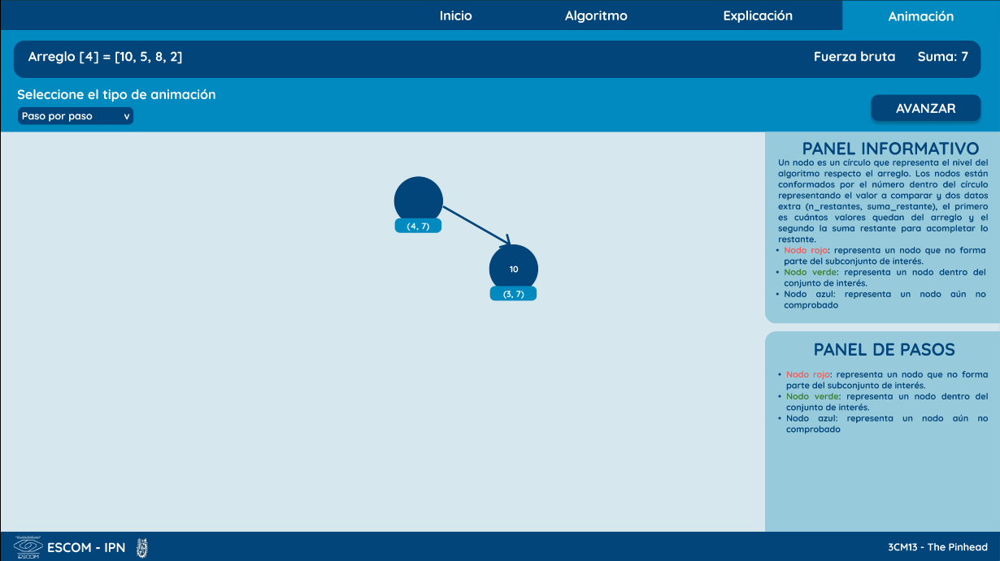 Inicio Algoritmo Explicación Animación
Arreglo [4] = [10, 5, 8, 2] Fuerza bruta Suma: 7
Seleccione el tipo de animación
Paso por paso v
AVANZAR
(4, 7)
10
(3, 7)
PANEL INFORMATIVO
Un nodo es un círculo que representa el nivel del
algoritmo respecto el arreglo. Los nodos están
conformados por el número dentro del círculo
representando el valor a comparar y dos datos
extra (n_restantes, suma_restante), el primero
es cuántos valores quedan del arreglo y el
segundo la suma restante para acompletar lo
restante.
• Nodo rojo: representa un nodo que no forma
parte del subconjunto de interés.
• Nodo verde: representa un nodo dentro del
conjunto de interés.
• Nodo azul: representa un nodo aún no
comprobado
PANEL DE PASOS
• Nodo rojo: representa un nodo que no forma
parte del subconjunto de interés.
• Nodo verde: representa un nodo dentro del
conjunto de interés.
• Nodo azul: representa un nodo aún no
comprobado
ESCOM
ESCOM - IPN
3CM13 - The Pinhead